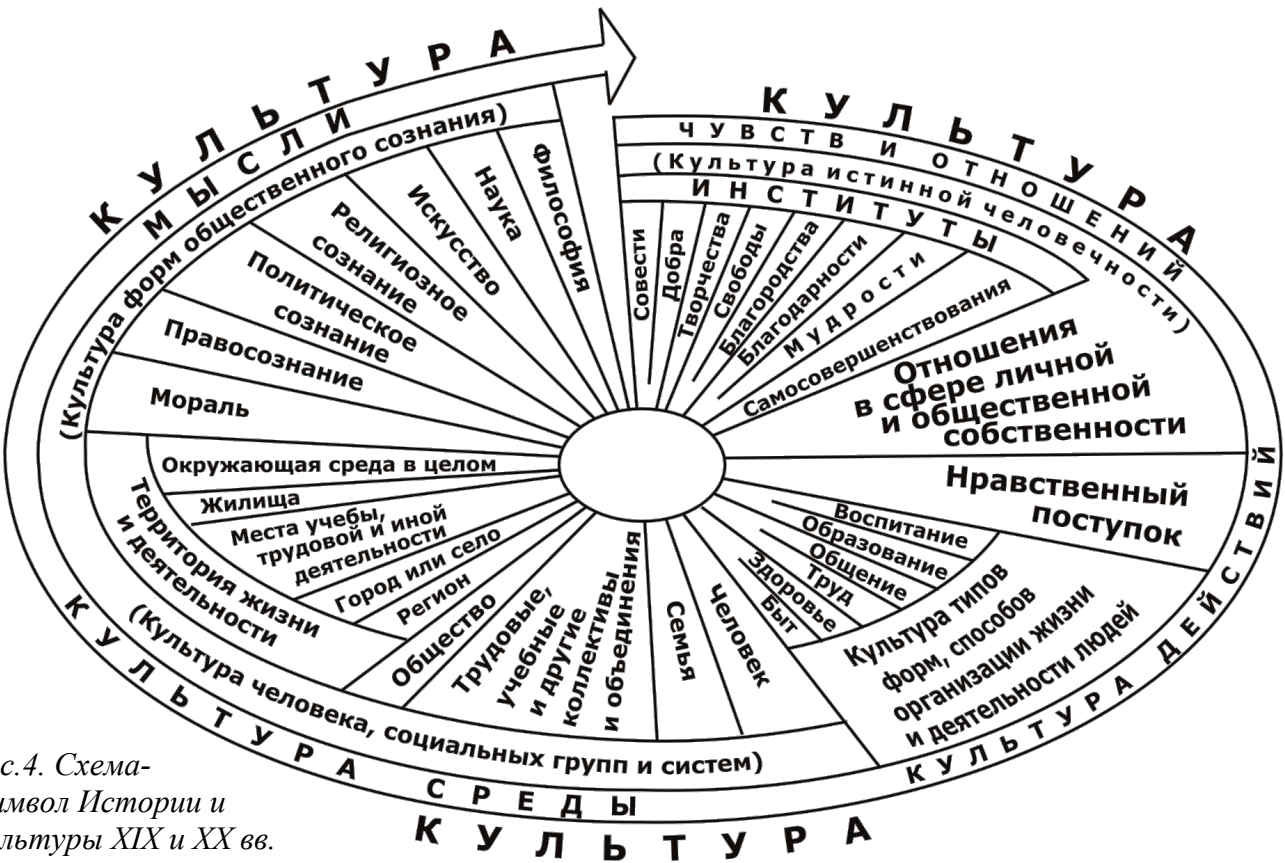 КУЛЬТУРА
МЫСЛИ
(Культура форм общественного сознания)
Философия
Наука
Искусство
Религиозное
сознание
Политическое
сознание
Правосознание
Мораль
КУЛЬТУРА
ЧУВСТВ И ОТНОШЕНИЙ
(Культура истинной человечности)
ИНСТИТУТЫ
Совести
Добра
Творчества
Свободы
Благородства
Благодарности
Мудрости
Самосовершенствования
Отношения
в сфере личной
и общественной
собственности
Нравственный
поступок
Воспитание
Образование
Общение
Труд
Здоровье
Быт
Культура типов
форм, способов
организации жизни
и деятельности людей
КУЛЬТУРА ДЕЙСТВИЙ
Окружающая среда в целом
Жилища
Места учебы,
трудовой и иной
деятельности
Город или село
Регион
Территория жизни
и деятельности
Общество
Трудовые,
учебные
и другие
коллективы
и объединения
Семья
Человек
(Культура человека, социальных групп и систем)
КУЛЬТУРА СРЕДЫ
КУЛЬТУРА
с.4. Схема-
имвол Истории и
льтуры XIX и XX вв.